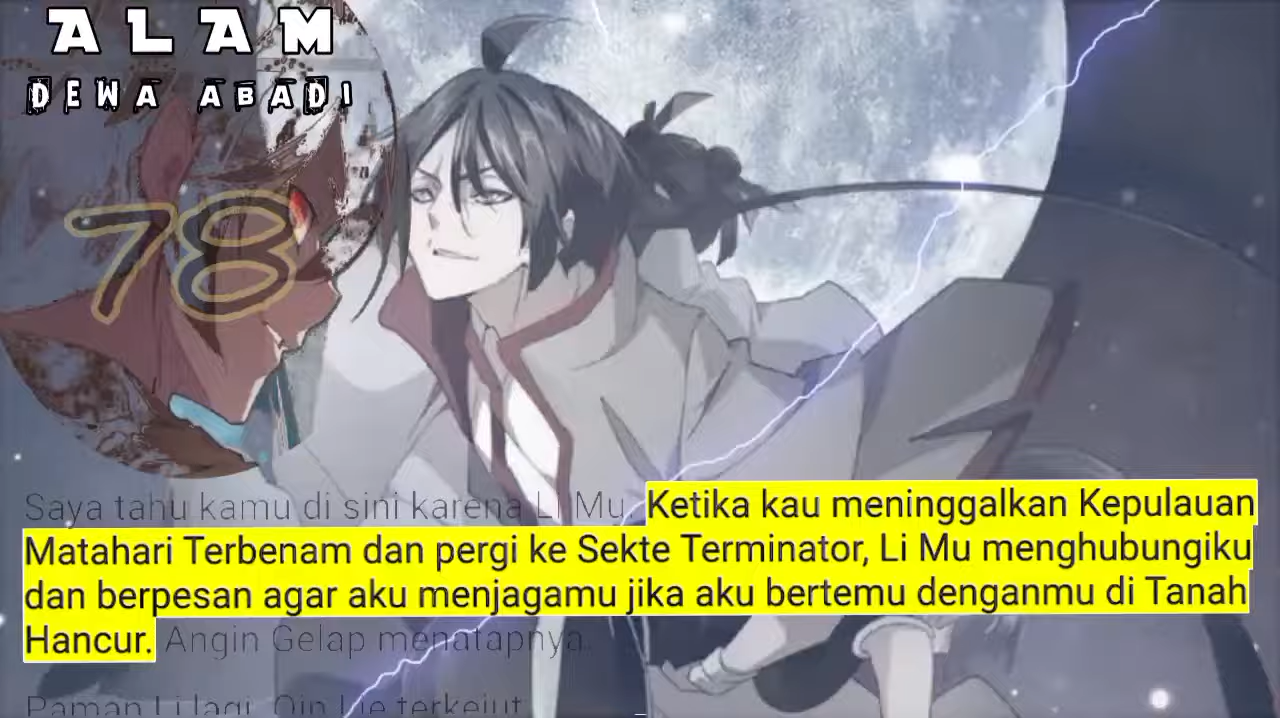 ALAM
DEWA ABADI
78
Saya tahu kamu di sini karena Li Mu. Ketika kau meninggalkan Kepulauan
Matahari Terbenam dan pergi ke Sekte Terminator, Li Mu menghubungiku
dan berpesan agar aku menjagamu jika aku bertemu denganmu di Tanah
Hancur. Angin Gelap menatapnya.
Paman Li lagi, Qin Lie terkejut